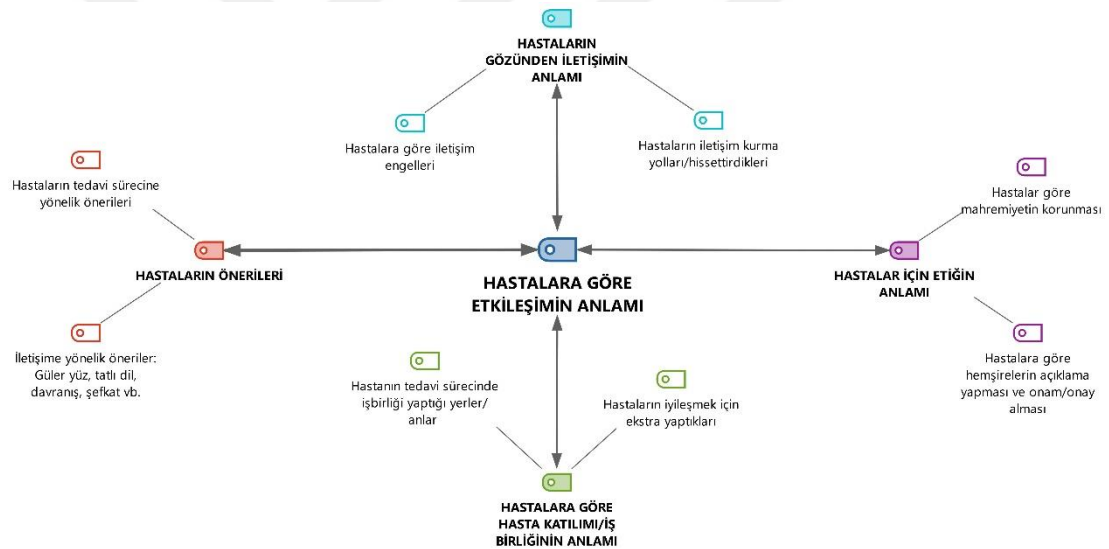 HASTALARIN
GÖZÜNDEN İLETİŞİMİN
ANLAMI
Hastalara göre iletişim
engelleri
Hastaların iletişim kurma
yolları/hissettirdikleri
Hastaların tedavi sürecine
yönelik önerileri
Hastalar göre
mahremiyetin korunması
HASTALARIN ÖNERİLERİ
HASTALARA GÖRE
ETKİLEŞİMİN ANLAMI
HASTALAR İÇİN ETİĞİN
ANLAMI
İletişime yönelik öneriler:
Güler yüz, tatlı dil,
davranış, şefkat vb.
Hastanın tedavi sürecinde
işbirliği yaptığı yerler/
anlar
Hastaların iyileşmek için
ekstra yaptıkları
Hastalara göre
hemşirelerin açıklama
yapması ve onam/onay
alması
HASTALARA GÖRE
HASTA KATILIMI/İŞ
BİRLİĞİNİN ANLAMI